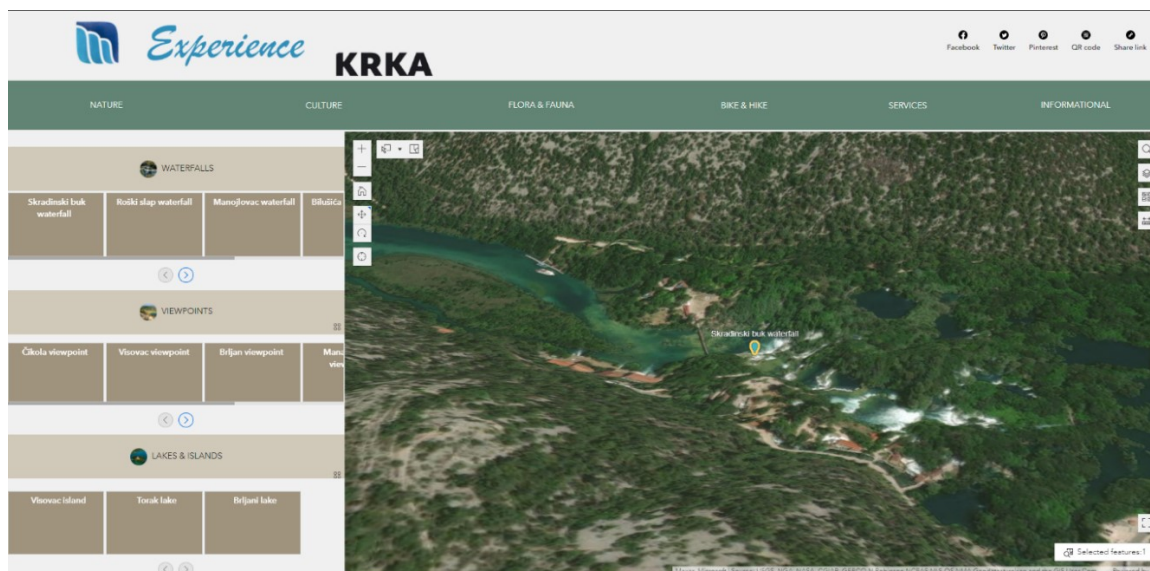 Experience
KRKA
Facebook
Twitter
Pinterest
QR code
Share link
NATURE
CULTURE
FLORA & FAUNA
BIKE & HIKE
SERVICES
INFORMATIONAL
WATERFALLS
Skradinski buk
waterfall
Roški slap waterfall
Manojlovac waterfall
Bilušića
VIEWPOINTS
Čikola viewpoint
Visovac viewpoint
Brljan viewpoint
LAKES & ISLANDS
Visovac island
Torak lake
Brljani lake
Skradinski buk waterfall
Selected features:1